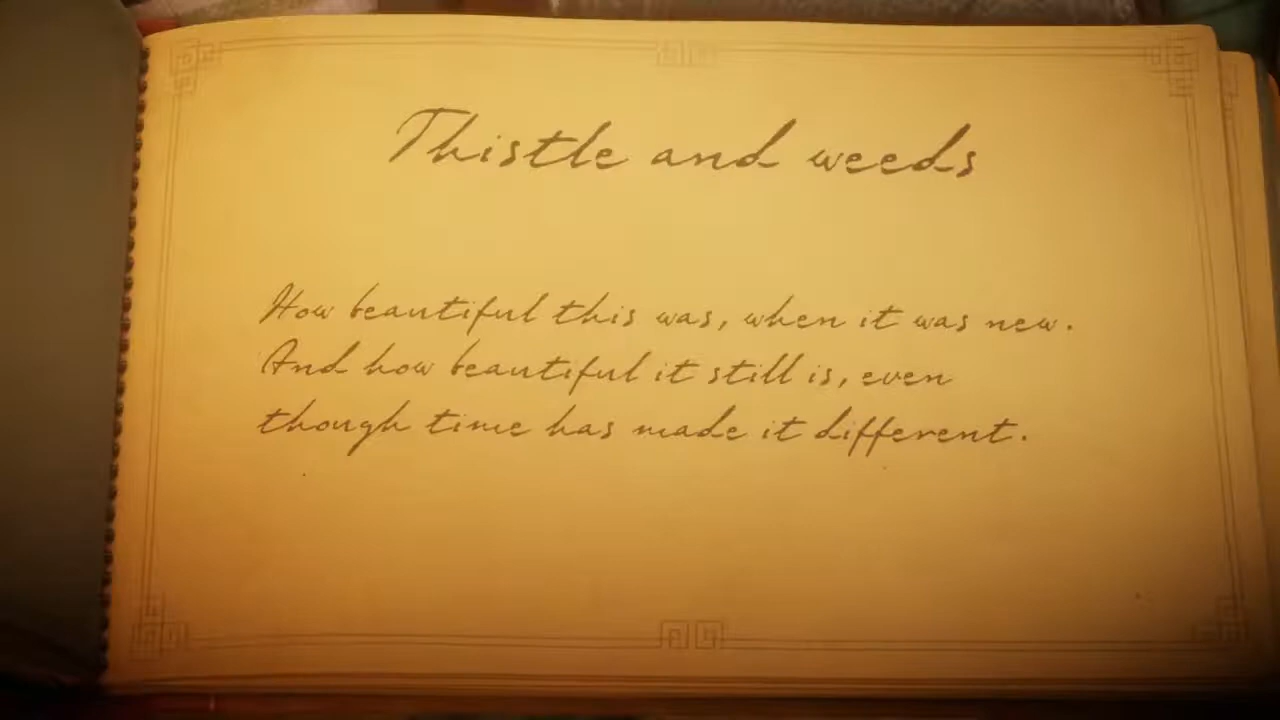 Thistle and weeds
How beautiful this was, when it was new.
And how beautiful it still is, even
though time has made it different.